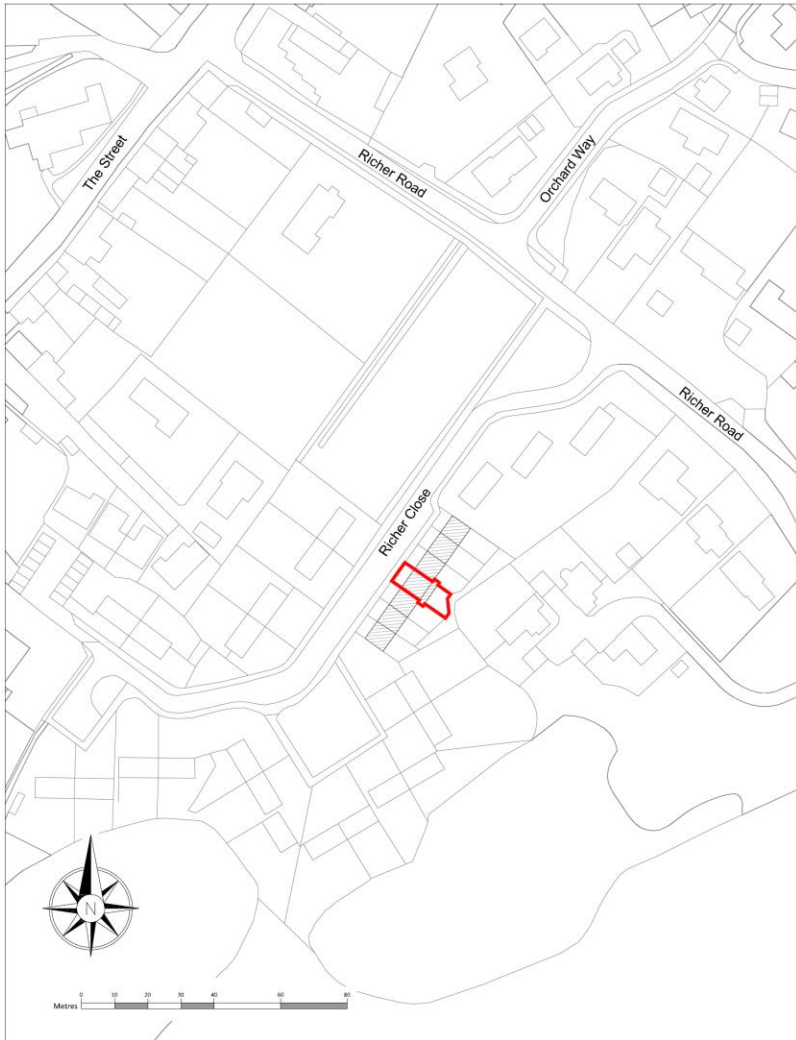 The Street
Richer Road
Orchard Way
Richer Road
Richer Close
N
Metres 0 10 20 30 40 60 80